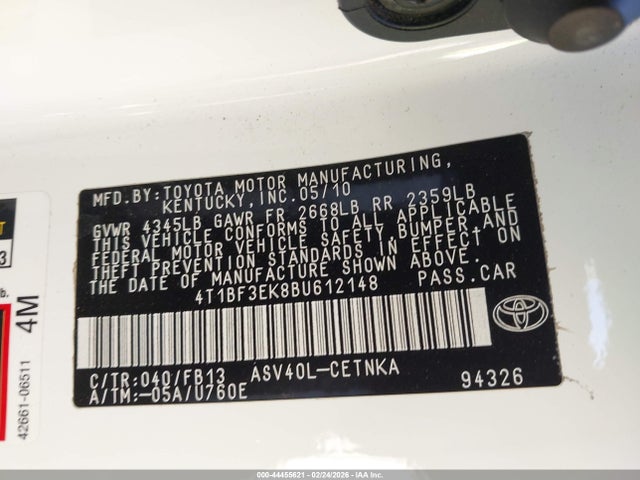 MFD.BY:TOYOTA MOTOR MANUFACTURING,
KENTUCKY,INC.05/10
GVWR 4345LB GAWR FR 2668LB RR 2359LB
THIS VEHICLE CONFORMS TO ALL APPLICABLE
FEDERAL MOTOR VEHICLE SAFETY,BUMPER,AND
THEFT PREVENTION STANDARDS IN EFFECT ON
THE DATE OF MANUFACTURE SHOWN ABOVE.
4T1BF3EK8BU612148 PASS.CAR
C/TR:040/FB13 ASV40L-CETNKA
A/TM:-05A/U760E 94326
4M
42661-06511
3
000-44455621 - 02/24/2026 - IAA Inc.